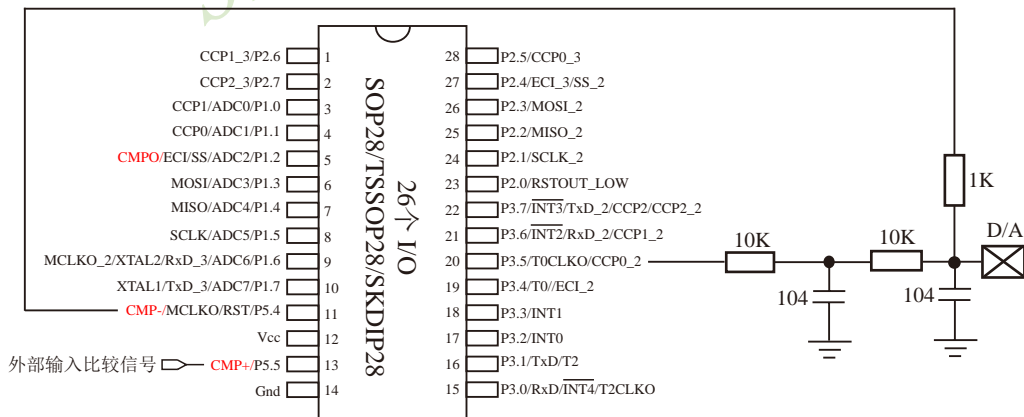 CCP1_3/P2.6 1
CCP2_3/P2.7 2
CCP1/ADC0/P1.0 3
CCP0/ADC1/P1.1 4
CMPO/ECI/SS/ADC2/P1.2 5
MOSI/ADC3/P1.3 6
MISO/ADC4/P1.4 7
SCLK/ADC5/P1.5 8
MCLKO_2/XTAL2/RxD_3/ADC6/P1.6 9
XTAL1/TxD_3/ADC7/P1.7 10
CMP-/MCLKO/RST/P5.4 11
Vcc 12
外部输入比较信号 CMP+/P5.5 13
Gnd 14
SOP28/TSSOP28/SKDIP28
26个 I/O
28 P2.5/CCP0_3
27 P2.4/ECI_3/SS_2
26 P2.3/MOSI_2
25 P2.2/MISO_2
24 P2.1/SCLK_2
23 P2.0/RSTOUT_LOW
22 P3.7/INT3/TxD_2/CCP2/CCP2_2
21 P3.6/INT2/RxD_2/CCP1_2
20 P3.5/T0CLKO/CCP0_2
19 P3.4/T0//ECI_2
18 P3.3/INT1
17 P3.2/INT0
16 P3.1/TxD/T2
15 P3.0/RxD/INT4/T2CLKO
1K
D/A
10K
10K
104
104